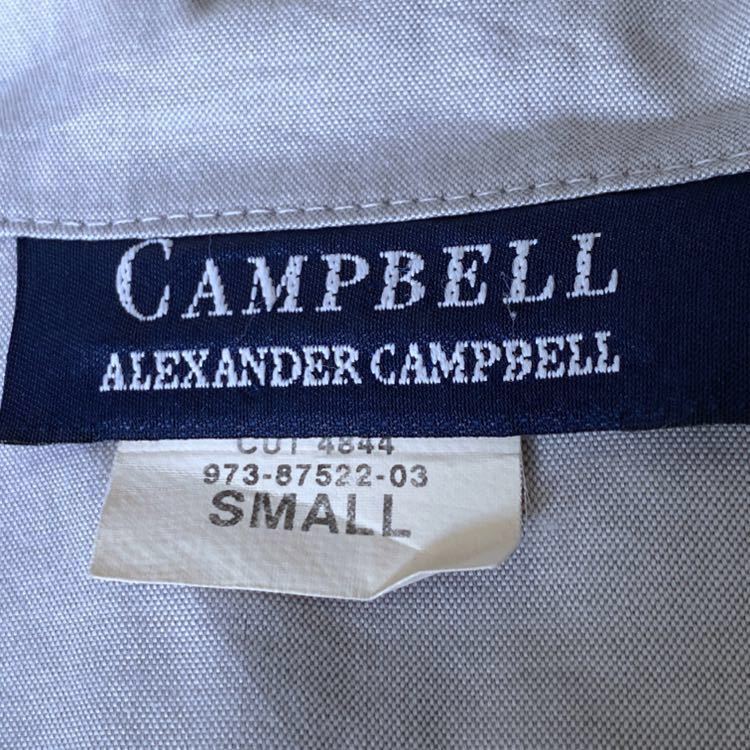 CAMPBELL
ALEXANDER CAMPBELL
CUT 4844
973-87522-03
SMALL